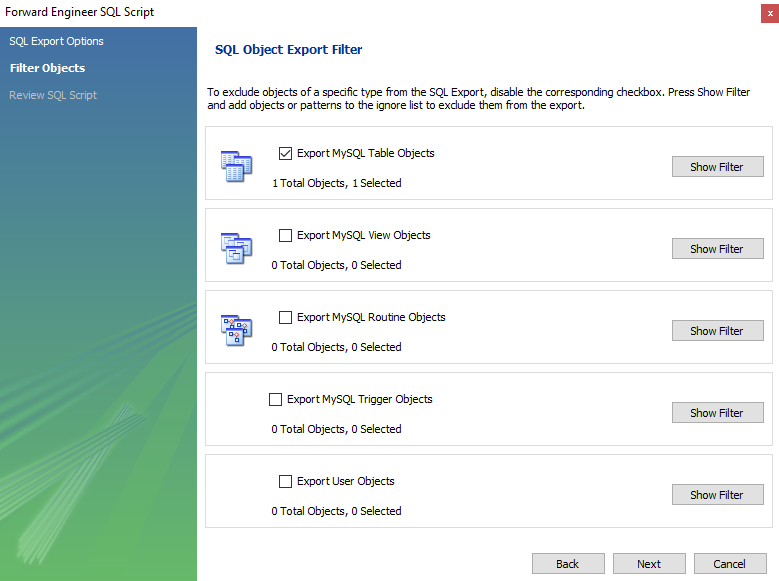 Forward Engineer SQL Script
x
SQL Export Options
Filter Objects
Review SQL Script
SQL Object Export Filter
To exclude objects of a specific type from the SQL Export, disable the corresponding checkbox. Press Show Filter
and add objects or patterns to the ignore list to exclude them from the export.
Export MySQL Table Objects
1 Total Objects, 1 Selected
Show Filter
Export MySQL View Objects
0 Total Objects, 0 Selected
Show Filter
Export MySQL Routine Objects
0 Total Objects, 0 Selected
Show Filter
Export MySQL Trigger Objects
0 Total Objects, 0 Selected
Show Filter
Export User Objects
0 Total Objects, 0 Selected
Show Filter
Back
Next
Cancel